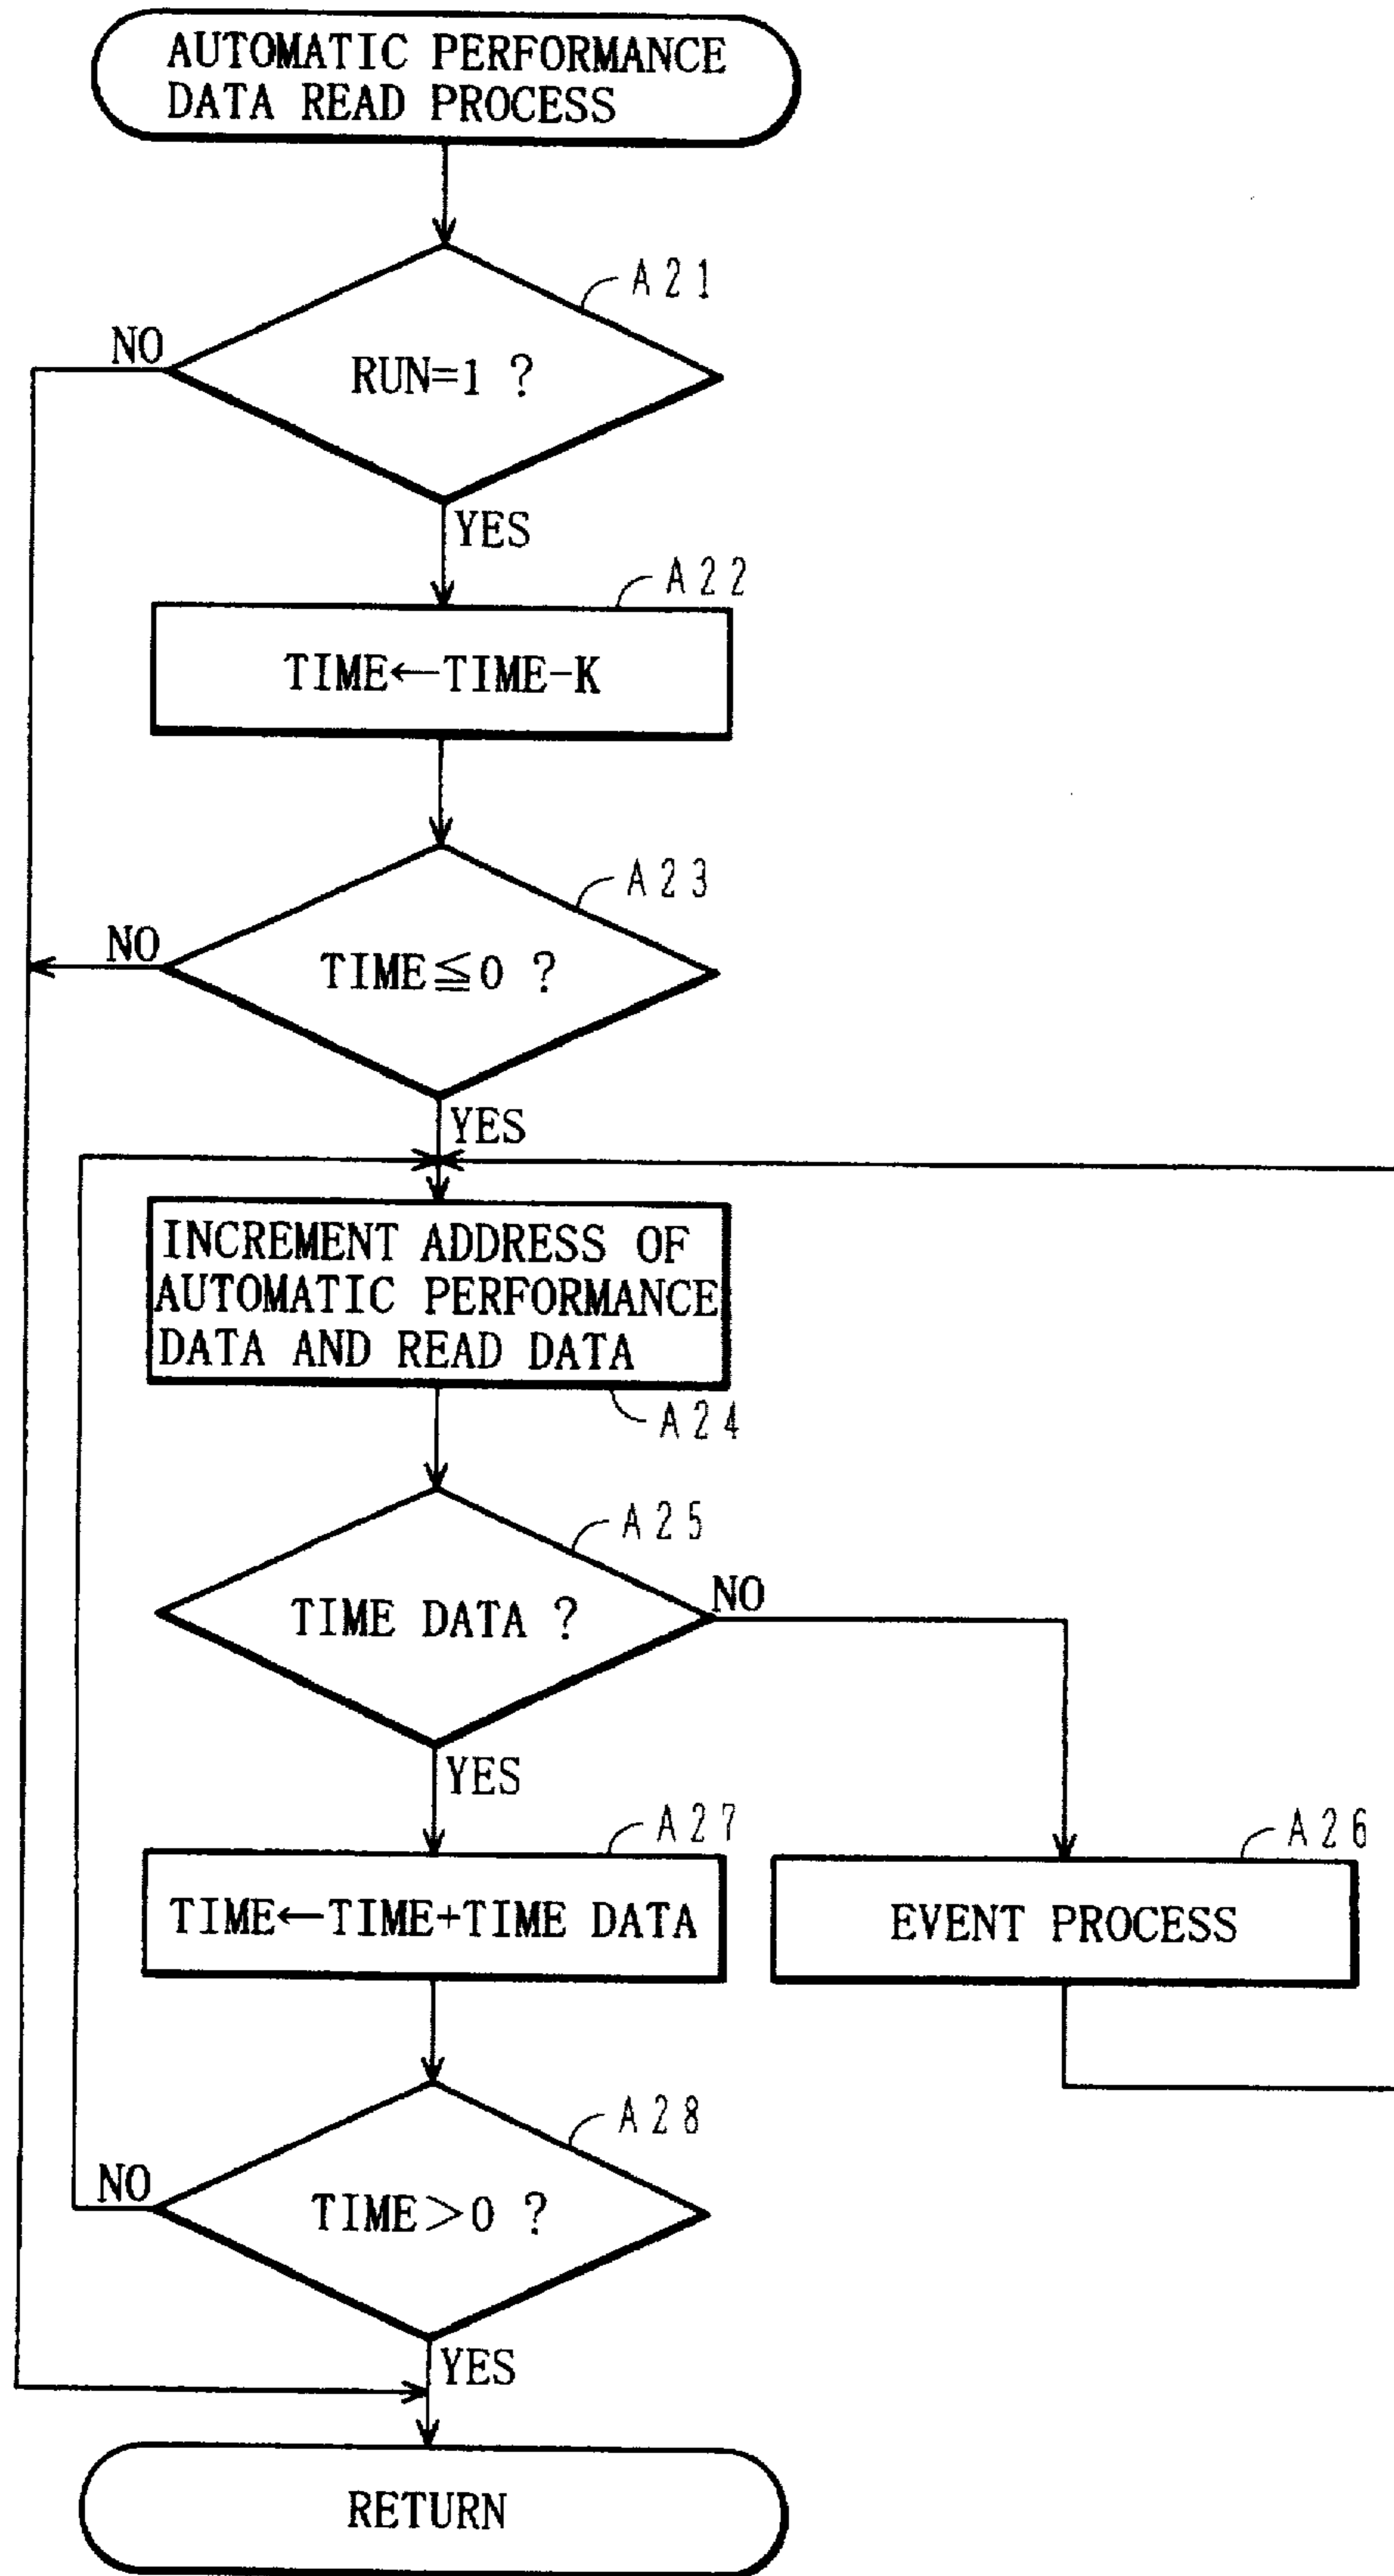 AUTOMATIC PERFORMANCE
DATA READ PROCESS
A21
NO
RUN=1 ?
YES
A22
TIME←TIME-K
A23
NO
TIME≦0 ?
YES
INCREMENT ADDRESS OF
AUTOMATIC PERFORMANCE
DATA AND READ DATA
A24
A25
NO
TIME DATA ?
YES
A27
A26
TIME←TIME+TIME DATA
EVENT PROCESS
A28
NO
TIME>0 ?
YES
RETURN